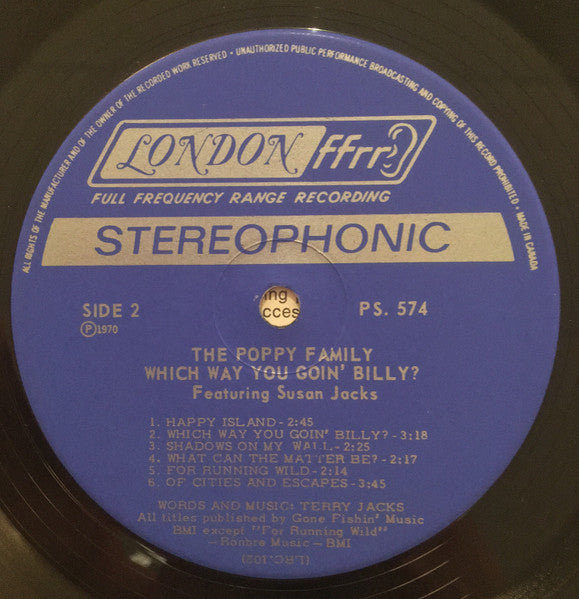 ALL RIGHTS OF THE MANUFACTURER AND OF THE OWNER OF THE RECORDED WORK RESERVED • UNAUTHORIZED PUBLIC PERFORMANCE BROADCASTING AND COPYING OF THIS RECORD PROHIBITED • MADE IN CANADA
LONDON ffrr
FULL FREQUENCY RANGE RECORDING
STEREOPHONIC
SIDE 2
Ⓟ1970
ing
cces
PS. 574
THE POPPY FAMILY
WHICH WAY YOU GOIN' BILLY?
Featuring Susan Jacks
1. HAPPY ISLAND - 2:45
2. WHICH WAY YOU GOIN' BILLY? - 3:18
3. SHADOWS ON MY WALL - 2:25
4. WHAT CAN THE MATTER BE? - 2:17
5. FOR RUNNING WILD - 2:14
6. OF CITIES AND ESCAPES - 3:45
WORDS AND MUSIC: TERRY JACKS
All titles published by Gone Fishin' Music
BMI except "For Running Wild"
— Ronbre Music — BMI
(LRC.102)